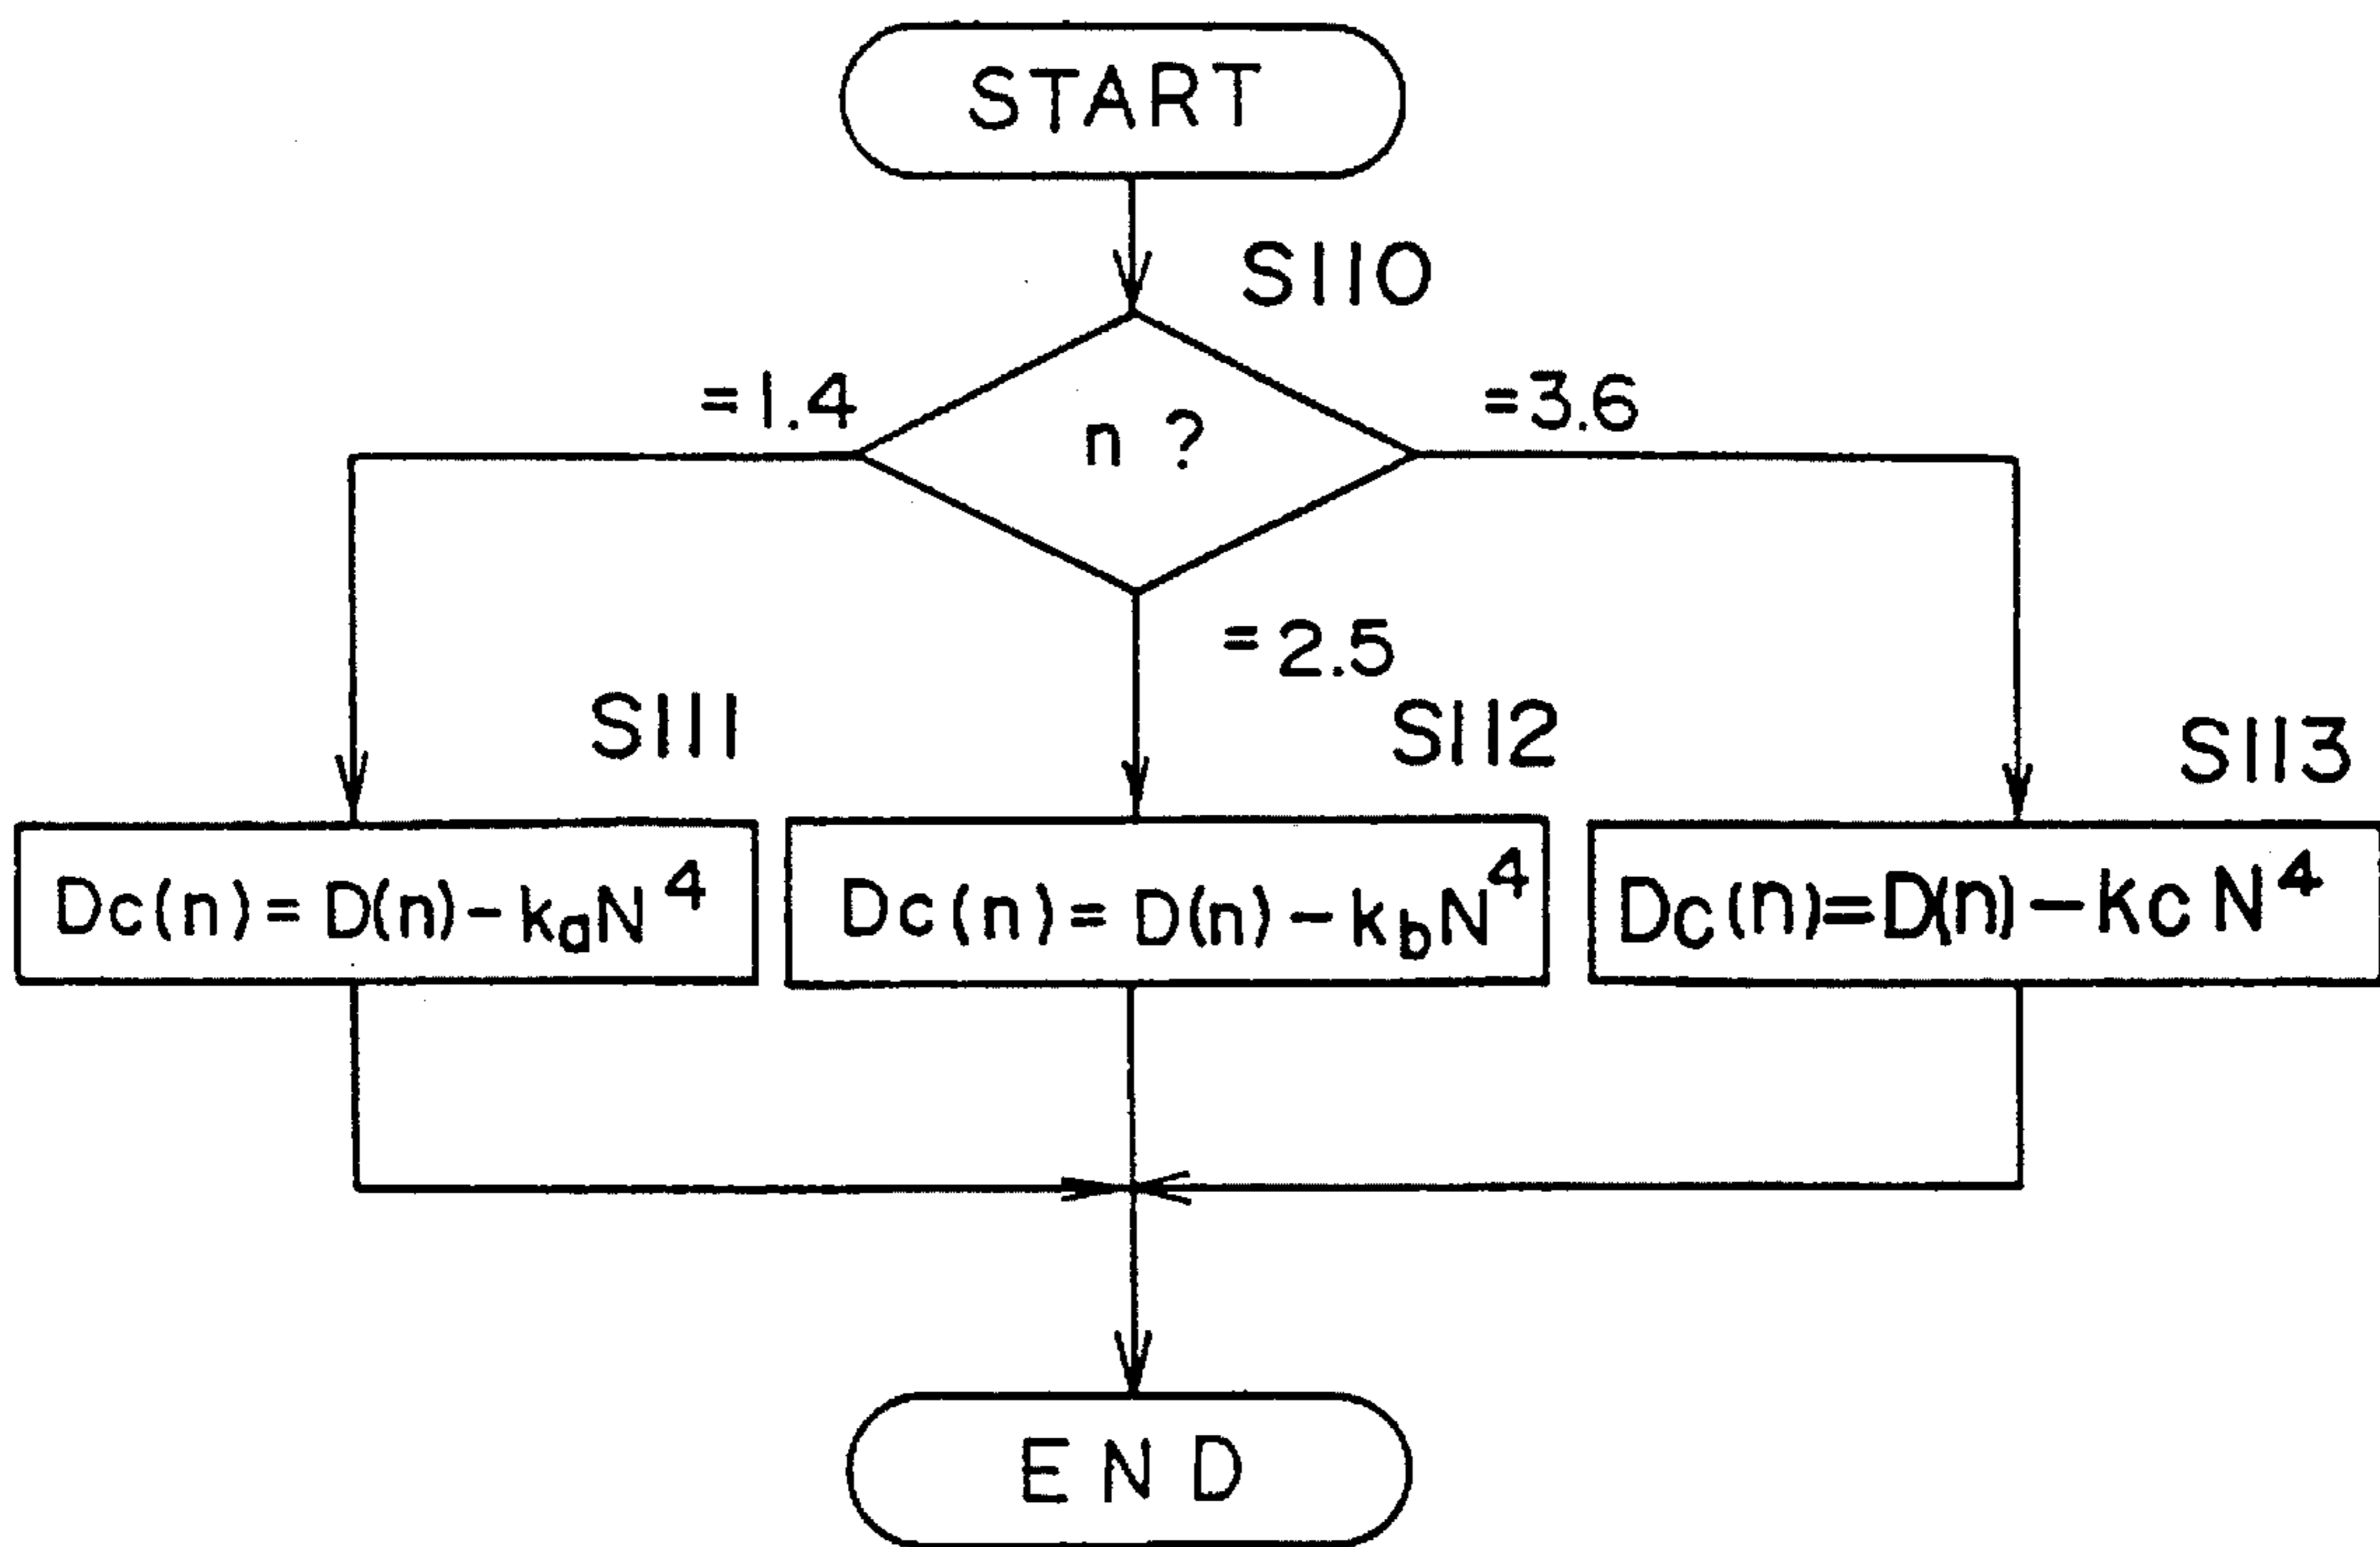 START
S110
=1.4
n ?
=3.6
=2.5
S111
S112
S113
Dc(n)=D(n)-kaN⁴
Dc(n)=D(n)-kbN⁴
Dc(n)=D(n)-Kc N⁴
END